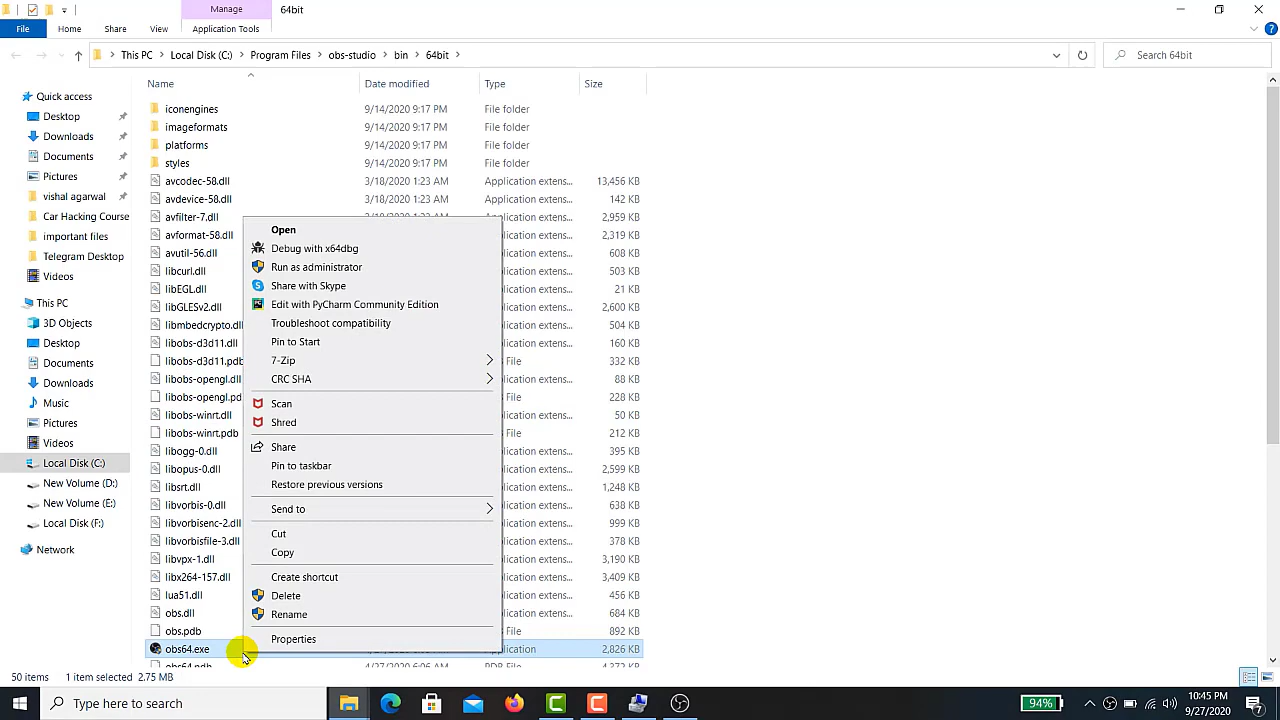 Manage
64bit
File
Home
Share
View
Application Tools
This PC
Local Disk (C:)
Program Files
obs-studio
bin
64bit
Search 64bit
Name
Date modified
Type
Size
Quick access
Desktop
Downloads
Documents
Pictures
vishal agarwal
Car Hacking Course
important files
Telegram Desktop
Videos
This PC
3D Objects
Desktop
Documents
Downloads
Music
Pictures
Videos
Local Disk (C:)
New Volume (D:)
New Volume (E:)
Local Disk (F:)
Network
iconengines 9/14/2020 9:17 PM File folder
imageformats 9/14/2020 9:17 PM File folder
platforms 9/14/2020 9:17 PM File folder
styles 9/14/2020 9:17 PM File folder
avcodec-58.dll 3/18/2020 1:23 AM Application extens... 13,456 KB
avdevice-58.dll 3/18/2020 1:23 AM Application extens... 142 KB
avfilter-7.dll 2,959 KB
avformat-58.dll extens... 2,319 KB
avutil-56.dll extens... 608 KB
libcurl.dll extens... 503 KB
libEGL.dll extens... 21 KB
libGLESv2.dll extens... 2,600 KB
libmbedcrypto.dll extens... 504 KB
libobs-d3d11.dll extens... 160 KB
libobs-d3d11.pdb File 332 KB
libobs-opengl.dll extens... 88 KB
libobs-opengl.pd File 228 KB
libobs-winrt.dll extens... 50 KB
libobs-winrt.pdb File 212 KB
libogg-0.dll extens... 395 KB
libopus-0.dll extens... 2,599 KB
libsrt.dll extens... 1,248 KB
libvorbis-0.dll extens... 638 KB
libvorbisenc-2.dll extens... 999 KB
libvorbisfile-3.dll extens... 378 KB
libvpx-1.dll extens... 3,190 KB
libx264-157.dll extens... 3,409 KB
lua51.dll extens... 456 KB
obs.dll extens... 684 KB
obs.pdb File 892 KB
obs64.exe 2,826 KB
obs64.pdb 4/27/2020 6:06 AM PDB File 4,372 KB
Open
Debug with x64dbg
Run as administrator
Share with Skype
Edit with PyCharm Community Edition
Troubleshoot compatibility
Pin to Start
7-Zip
CRC SHA
Scan
Shred
Share
Pin to taskbar
Restore previous versions
Send to
Cut
Copy
Create shortcut
Delete
Rename
Properties
50 items 1 item selected 2.75 MB
Type here to search
94%
10:45 PM
9/27/2020